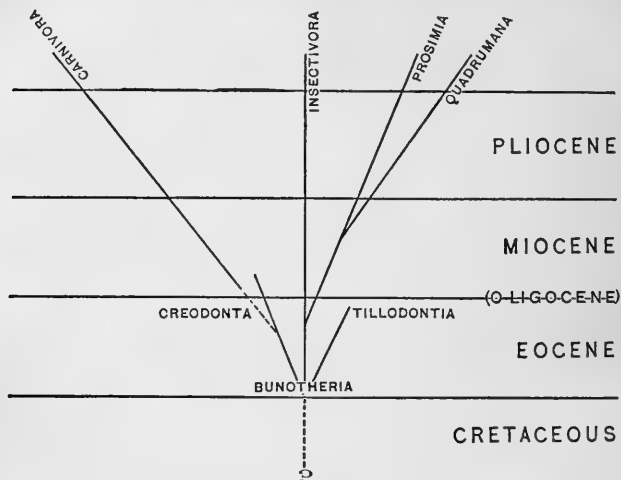 CARNIVORA
INSECTIVORA
PROSIMIA
QUADRUMANA
PLIOCENE
MIOCENE
(OLIGOCENE)
CREODONTA
TILLODONTIA
EOCENE
BUNOTHERIA
CRETACEOUS
?